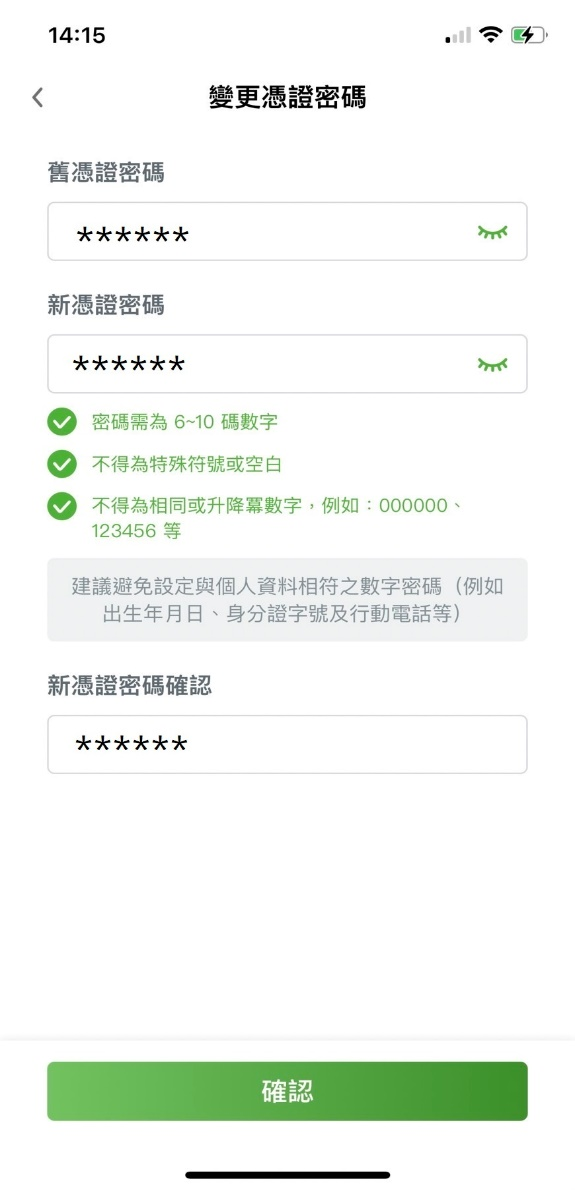 14:15
變更憑證密碼
舊憑證密碼
******
新憑證密碼
******
密碼需為 6~10 碼數字
不得為特殊符號或空白
不得為相同或升降冪數字，例如：000000、
123456 等
建議避免設定與個人資料相符之數字密碼（例如
出生年月日、身分證字號及行動電話等）
新憑證密碼確認
******
確認